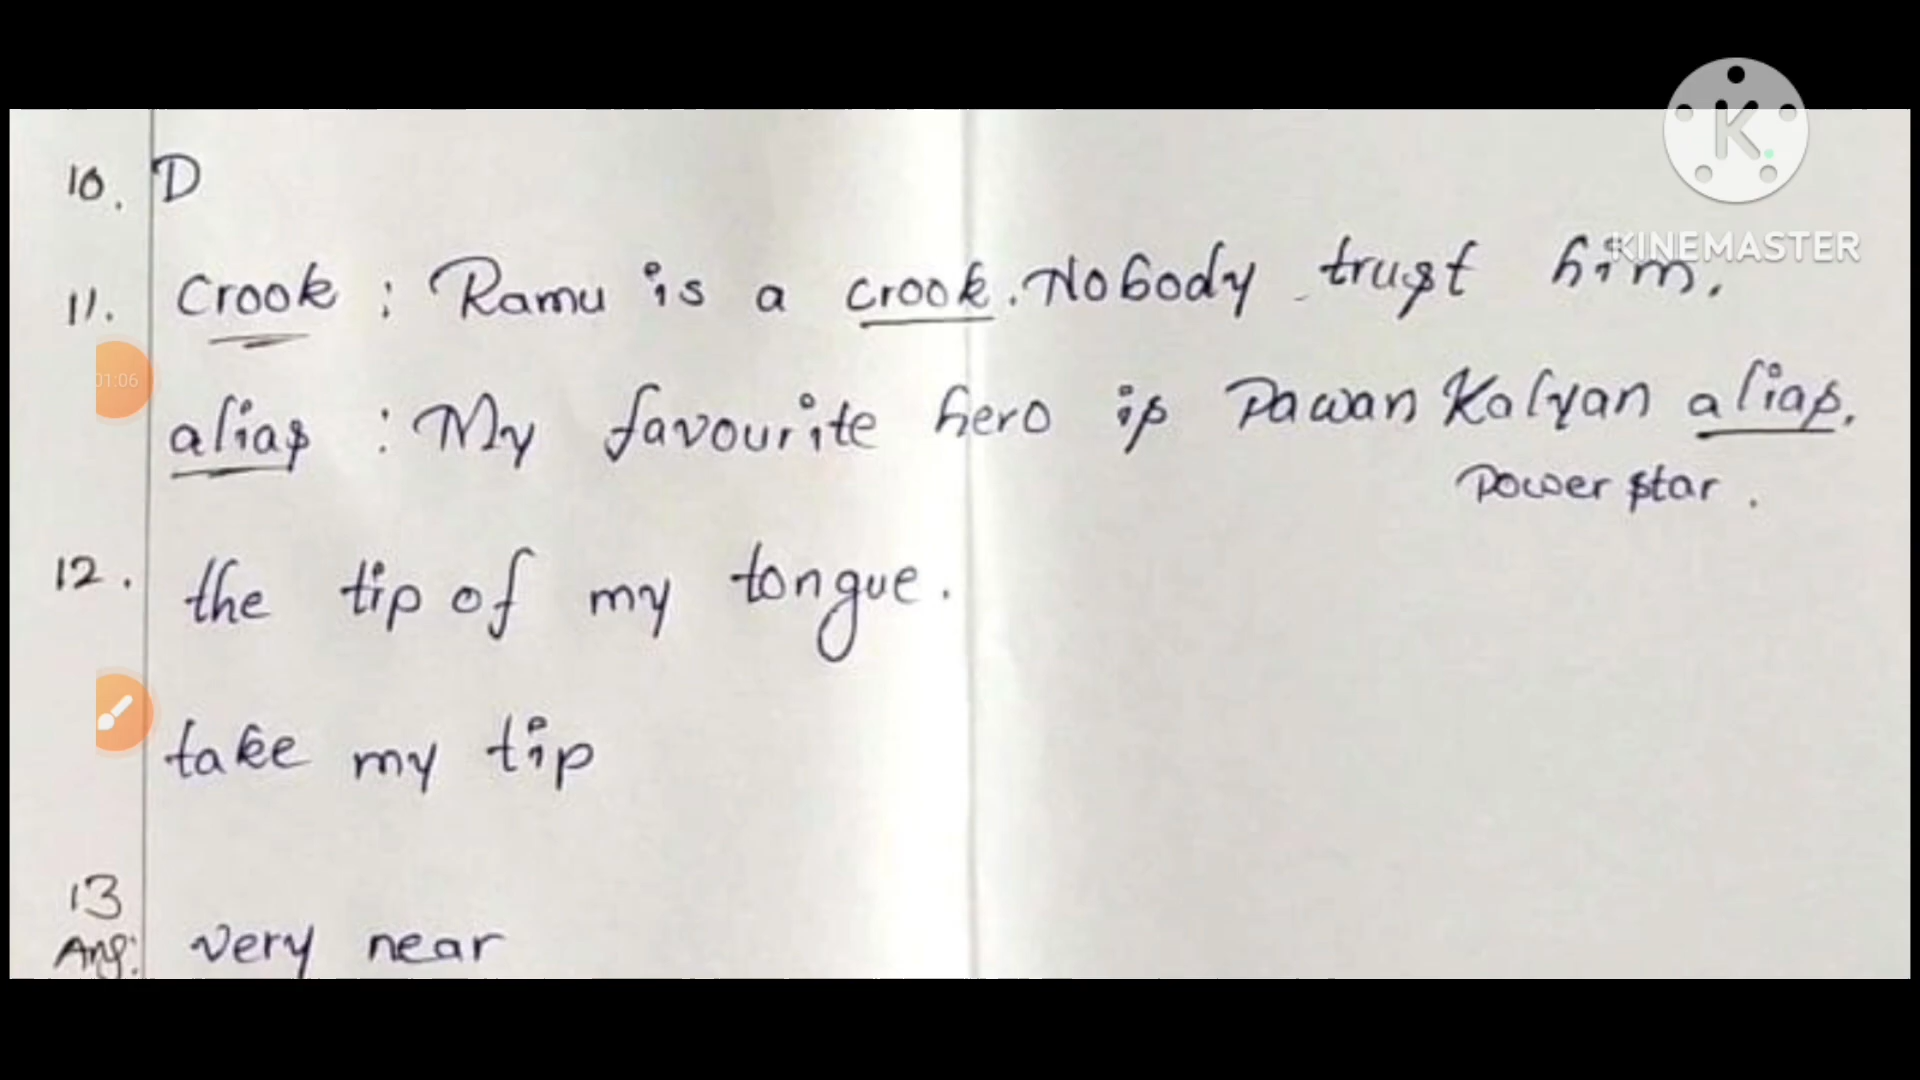 10. D
11. Crook : Ramu is a crook. Nobody trust him.
alias : My favourite hero is Pawan Kalyan alias.
Power star.
12. the tip of my tongue.
take my tip
13
Ans: very near
K
KINEMASTER
01:06